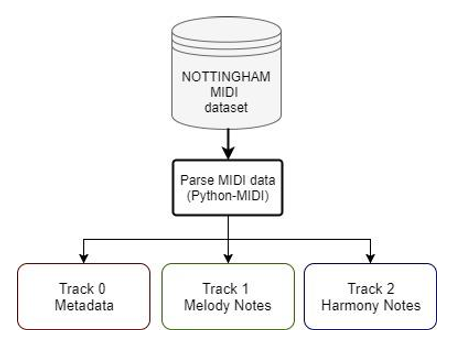 NOTTINGHAM
MIDI
dataset
Parse MIDI data
(Python-MIDI)
Track 0
Metadata
Track 1
Melody Notes
Track 2
Harmony Notes